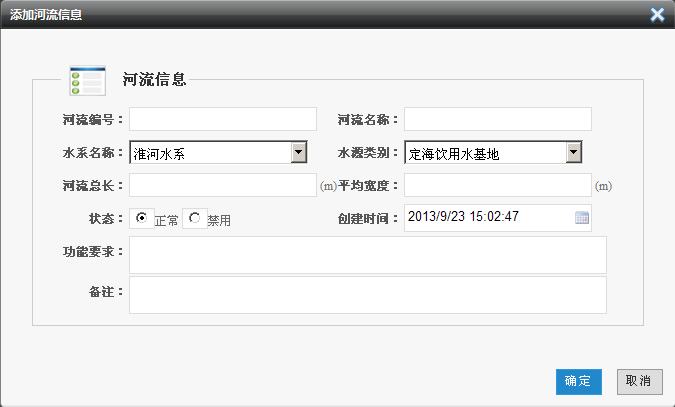 添加河流信息
河流信息
河流编号： 河流名称：
水系名称： 淮河水系 水源类别： 定海饮用水基地
河流总长： (m) 平均宽度： (m)
状态： 正常 禁用 创建时间： 2013/9/23 15:02:47
功能要求：
备注：
确定 取消